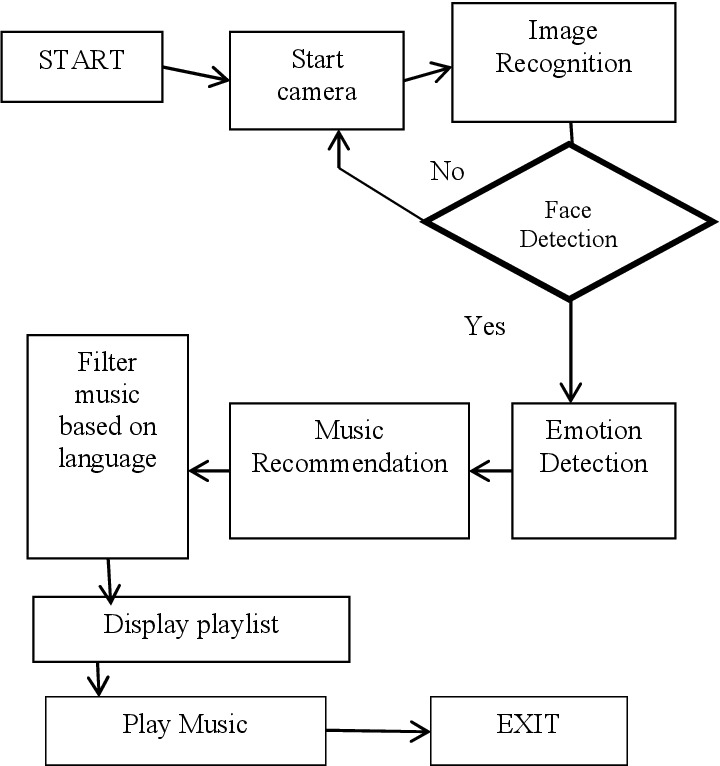 START
Start
camera
Image
Recognition
No
Face
Detection
Yes
Emotion
Detection
Music
Recommendation
Filter
music
based on
language
Display playlist
Play Music
EXIT